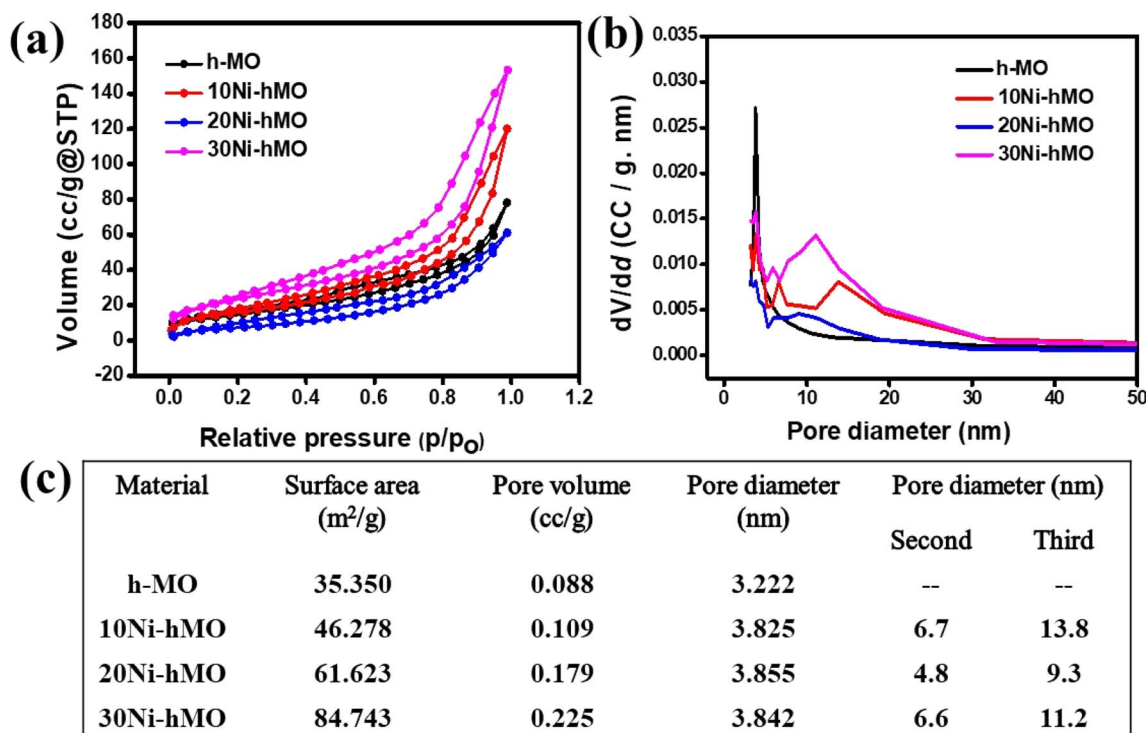 (a)
180
160
140
120
100
80
60
40
20
0
-20
Volume (cc/g@STP)
h-MO
10Ni-hMO
20Ni-hMO
30Ni-hMO
0.0 0.2 0.4 0.6 0.8 1.0 1.2
Relative pressure (p/pO)
(b)
0.035
0.030
0.025
0.020
0.015
0.010
0.005
0.000
dV/dd (CC / g. nm)
h-MO
10Ni-hMO
20Ni-hMO
30Ni-hMO
0 10 20 30 40 50
Pore diameter (nm)
(c)
Material Surface area Pore volume Pore diameter Pore diameter (nm)
(m²/g) (cc/g) (nm)
Second Third
h-MO 35.350 0.088 3.222 -- --
10Ni-hMO 46.278 0.109 3.825 6.7 13.8
20Ni-hMO 61.623 0.179 3.855 4.8 9.3
30Ni-hMO 84.743 0.225 3.842 6.6 11.2